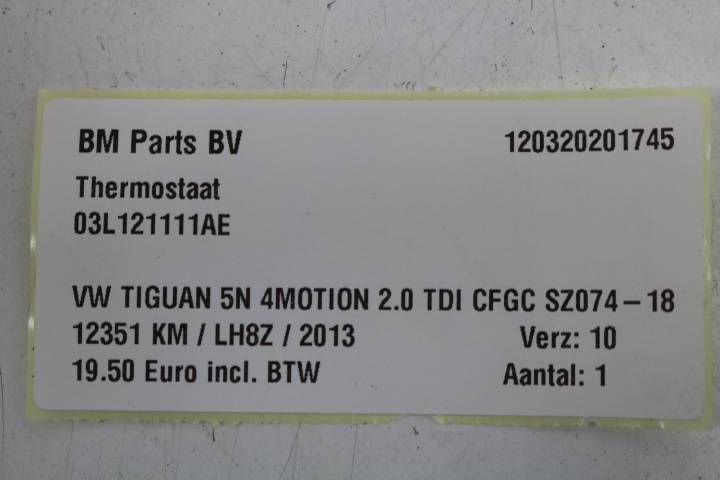 BM Parts BV 120320201745
Thermostaat
03L121111AE
VW TIGUAN 5N 4MOTION 2.0 TDI CFGC SZ074-18
12351 KM / LH8Z / 2013 Verz: 10
19.50 Euro incl. BTW Aantal: 1